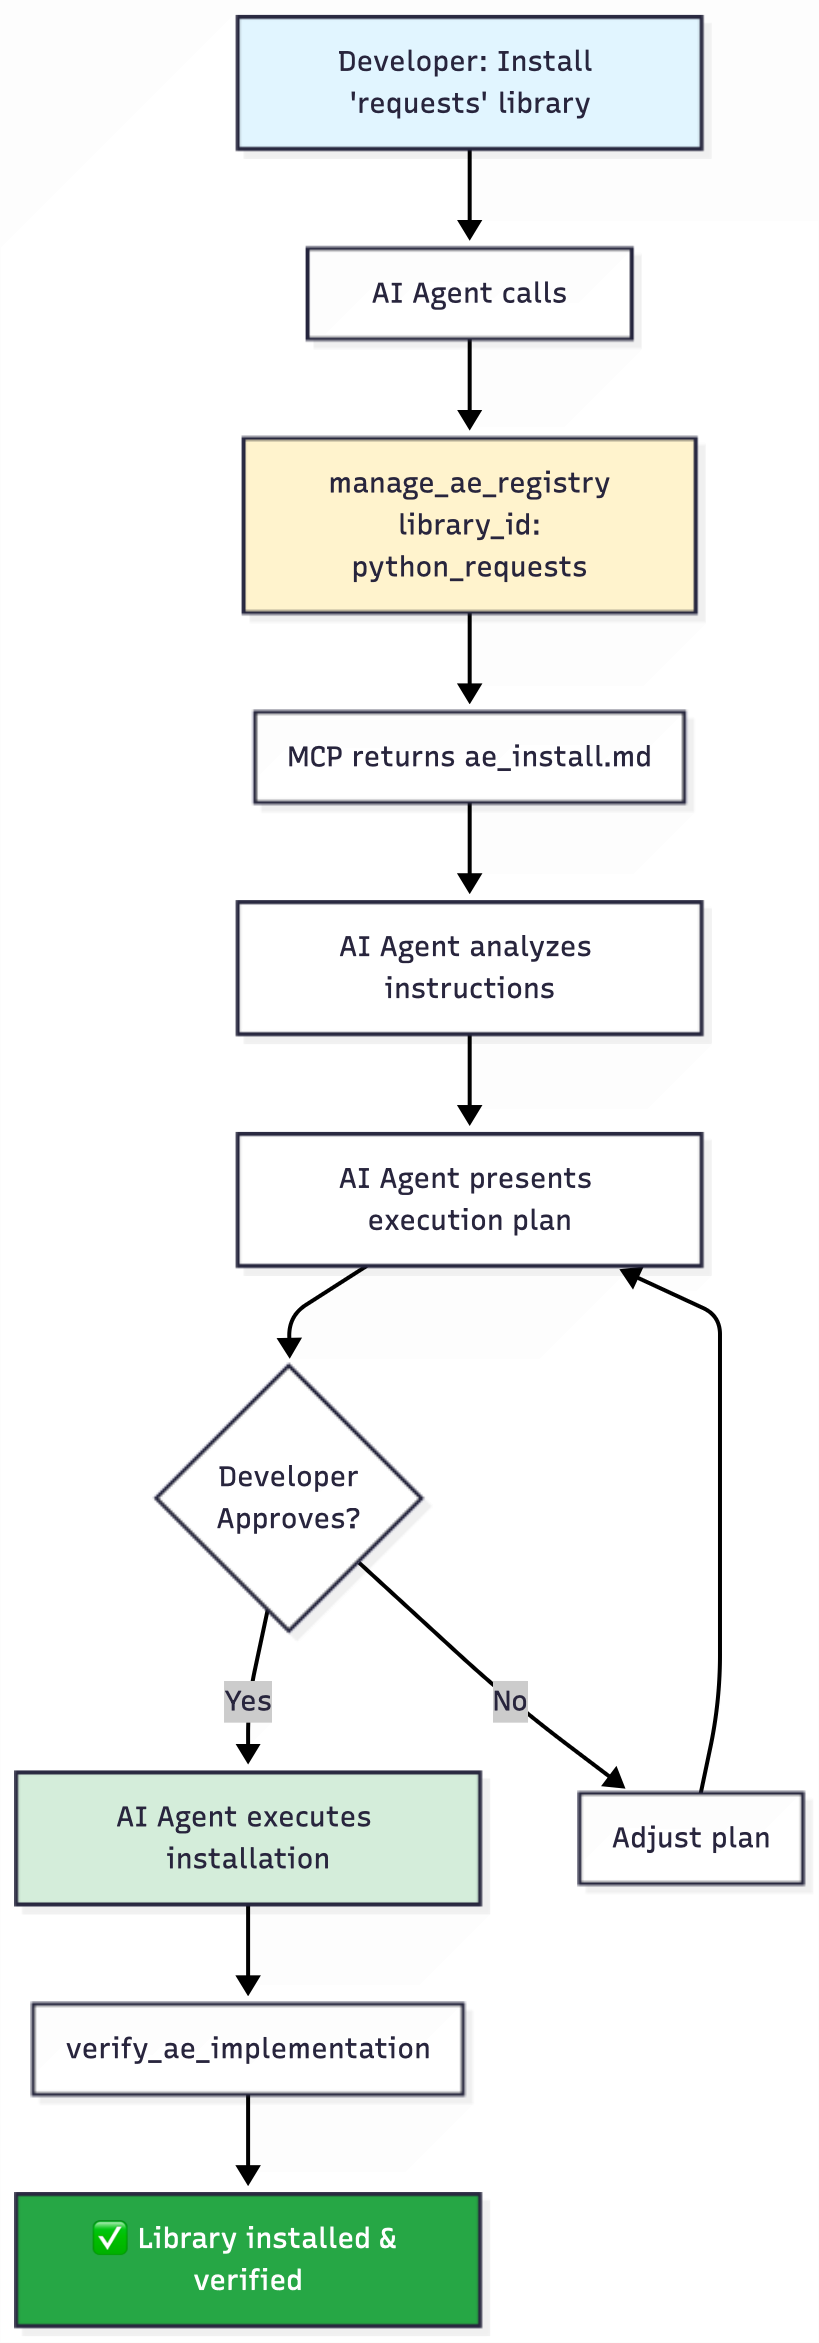 Developer: Install
'requests' library
AI Agent calls
manage_ae_registry
library_id:
python_requests
MCP returns ae_install.md
AI Agent analyzes
instructions
AI Agent presents
execution plan
Developer
Approves?
Yes
No
AI Agent executes
installation
Adjust plan
verify_ae_implementation
✅ Library installed &
verified